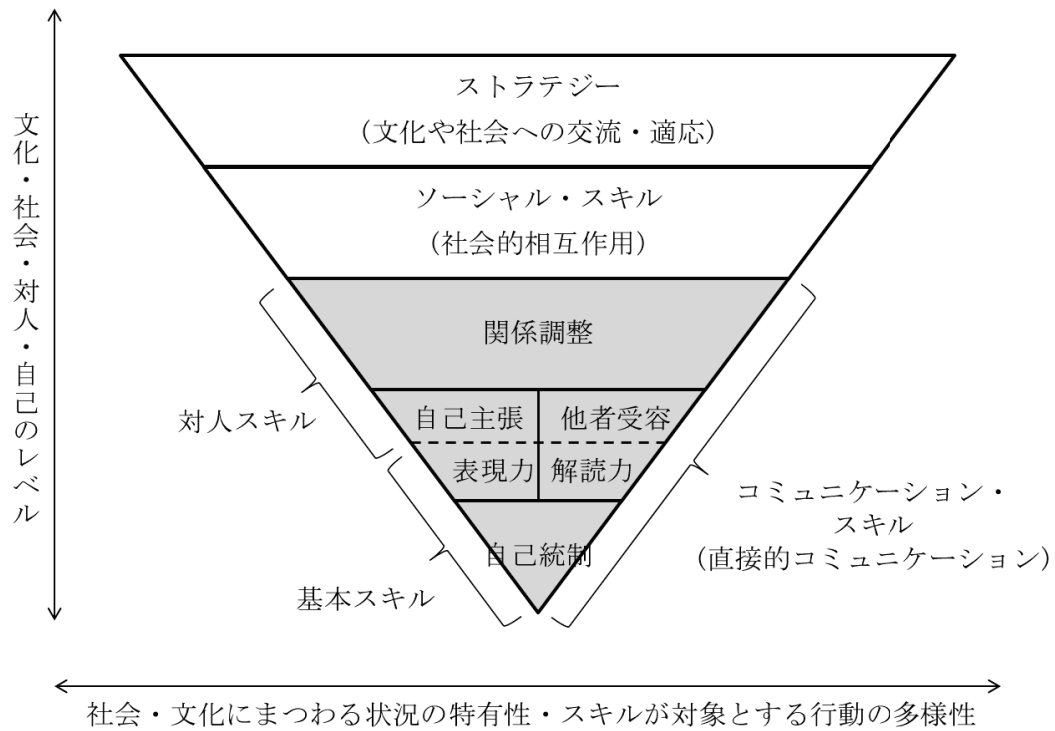 ストラテジー
(文化や社会への交流・適応)
ソーシャル・スキル
(社会的相互作用)
関係調整
自己主張 他者受容
表現力 解読力
自己統制
対人スキル
基本スキル
コミュニケーション・
スキル
(直接的コミュニケーション)
文化・社会・対人・自己のレベル
社会・文化にまつわる状況の特有性・スキルが対象とする行動の多様性